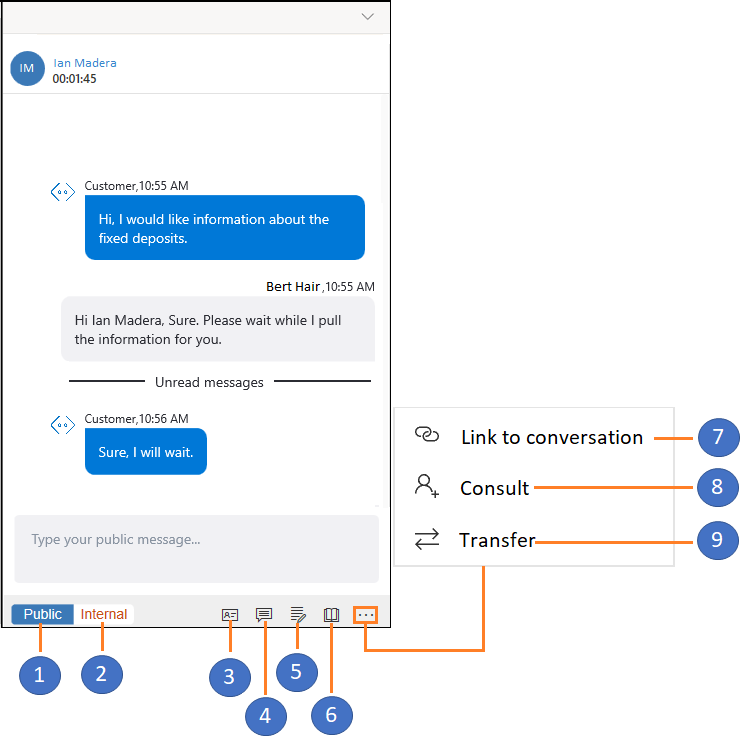 IM
Ian Madera
00:01:45
Customer,10:55 AM
Hi, I would like information about the
fixed deposits.
Bert Hair ,10:55 AM
Hi Ian Madera, Sure. Please wait while I pull
the information for you.
Unread messages
Customer,10:56 AM
Sure, I will wait.
Type your public message...
Public Internal
1
2
3
4
5
6
Link to conversation 7
Consult 8
Transfer 9